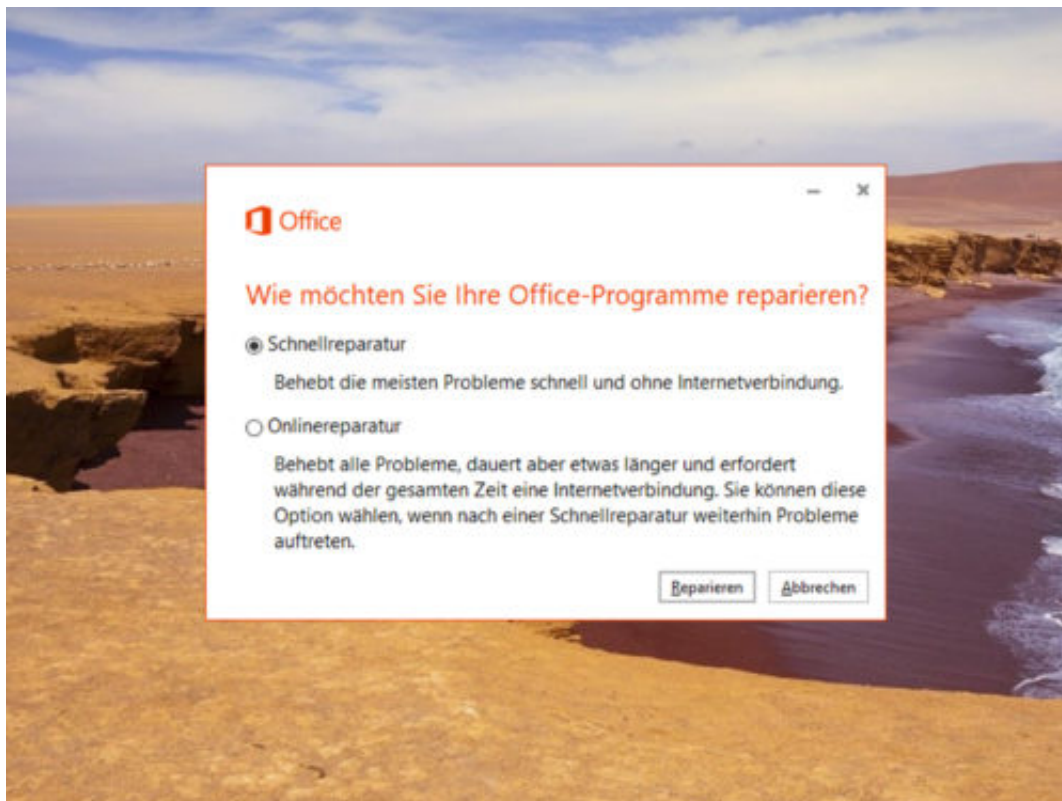 Office
Wie möchten Sie Ihre Office-Programme reparieren?
Schnellreparatur
Behebt die meisten Probleme schnell und ohne Internetverbindung.
Onlinereparatur
Behebt alle Probleme, dauert aber etwas länger und erfordert
während der gesamten Zeit eine Internetverbindung. Sie können diese
Option wählen, wenn nach einer Schnellreparatur weiterhin Probleme
auftreten.
Reparieren Abbrechen